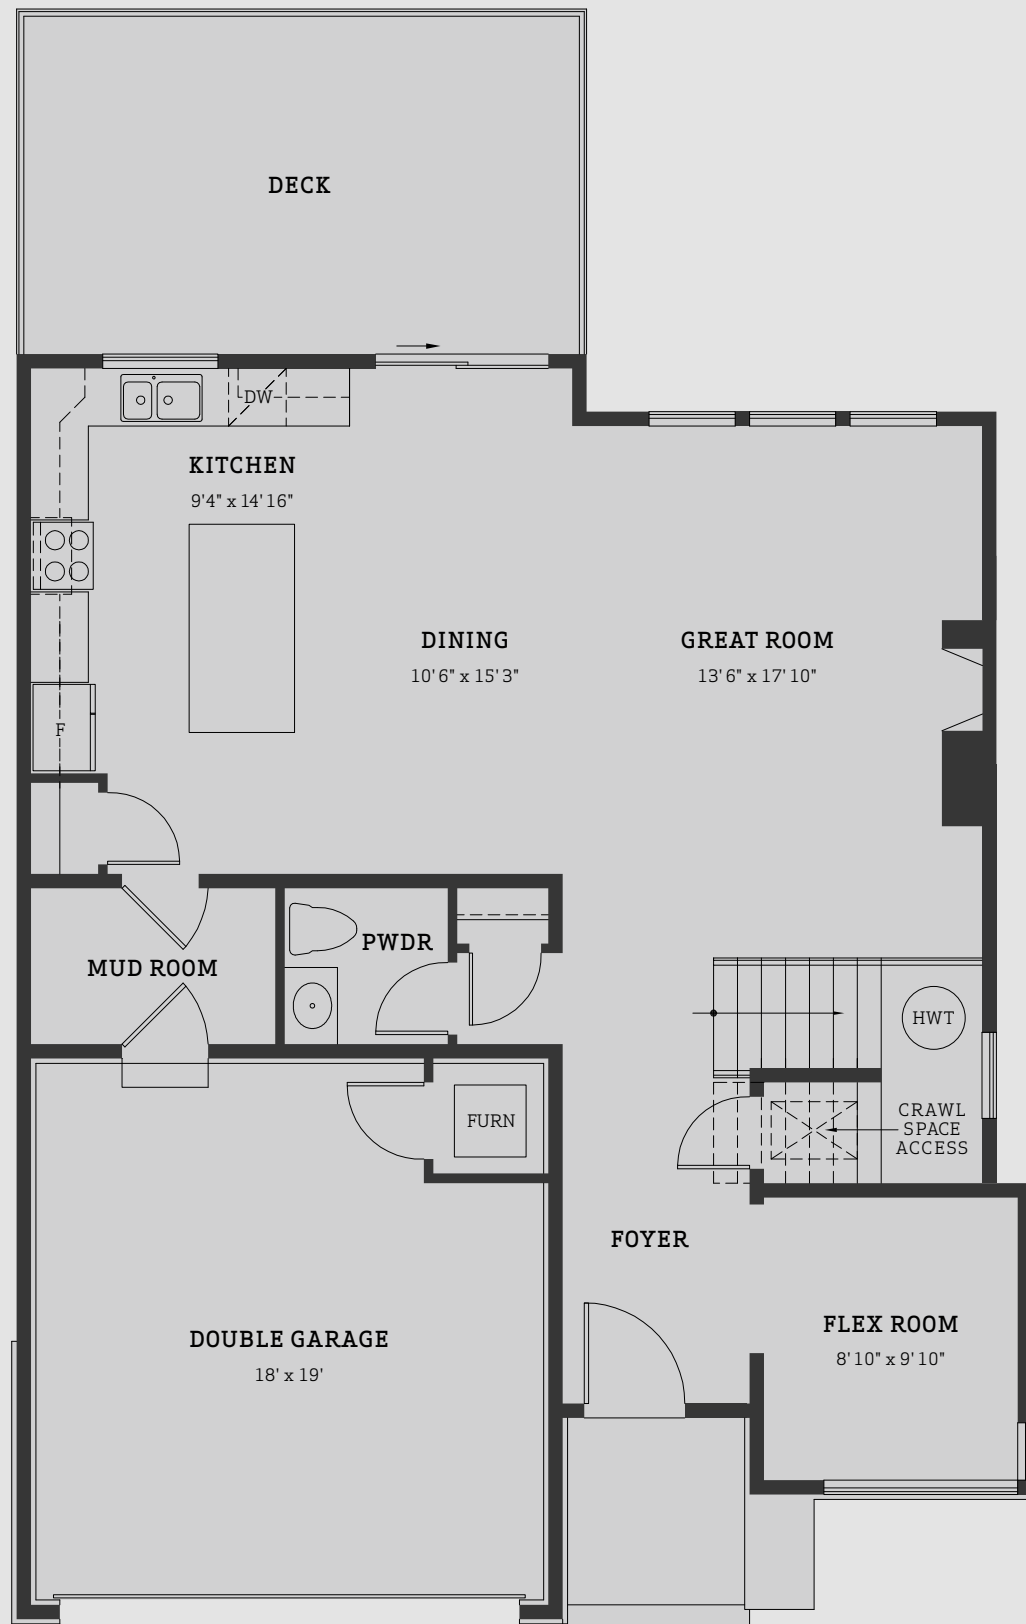 DECK
DW
KITCHEN
9'4" x 14'16"
DINING
10'6" x 15'3"
GREAT ROOM
13'6" x 17'10"
F
PWDR
MUD ROOM
HWT
FURN
CRAWL
SPACE
ACCESS
FOYER
FLEX ROOM
8'10" x 9'10"
DOUBLE GARAGE
18' x 19'